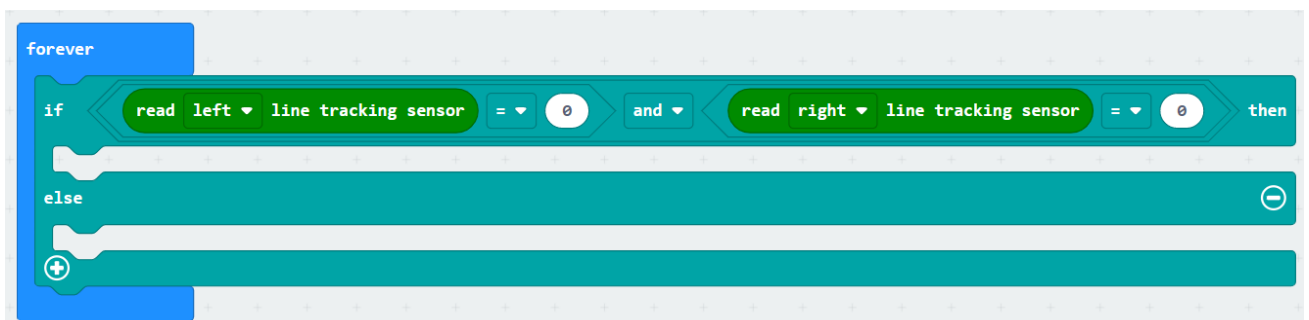 forever
if read left line tracking sensor = 0 and read right line tracking sensor = 0 then
else